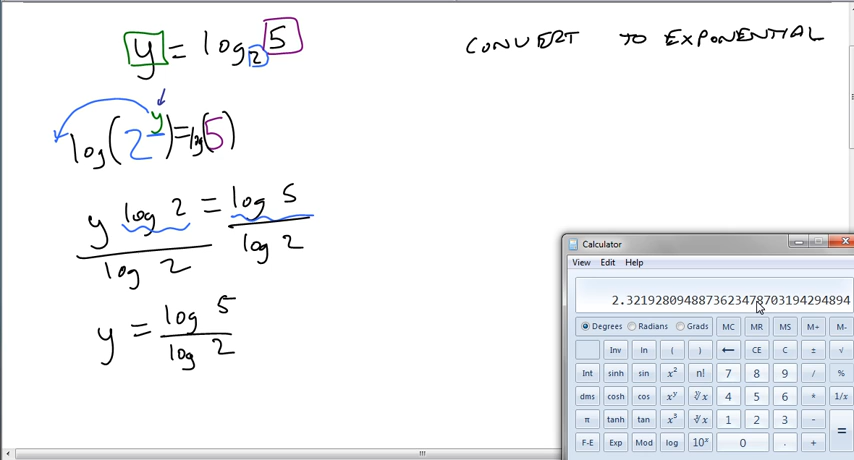 y = log₂ 5
CONVERT TO EXPONENTIAL
log(2^y) = log(5)
y log 2 = log 5
log 2 log 2
y = log 5
log 2
Calculator
View Edit Help
2.3219280948873623478703194294894
Degrees Radians Grads MC MR MS M+ M-
Inv ln ( ) ← CE C ± √
Int sinh sin x² n! 7 8 9 / %
dms cosh cos xʸ ʸ√x 4 5 6 * 1/x
π tanh tan x³ ³√x 1 2 3 - =
F-E Exp Mod log 10ˣ 0 . +